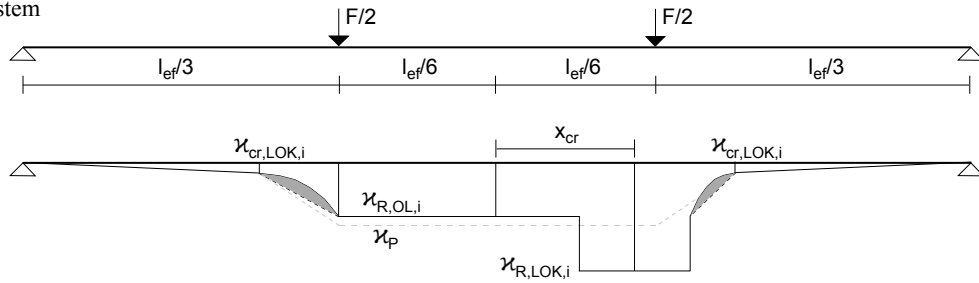 stem
F/2 F/2
l_ef/3 l_ef/6 l_ef/6 l_ef/3
ϰ_cr,LOK,i x_cr ϰ_cr,LOK,i
ϰ_R,OL,i
ϰ_P
ϰ_R,LOK,i